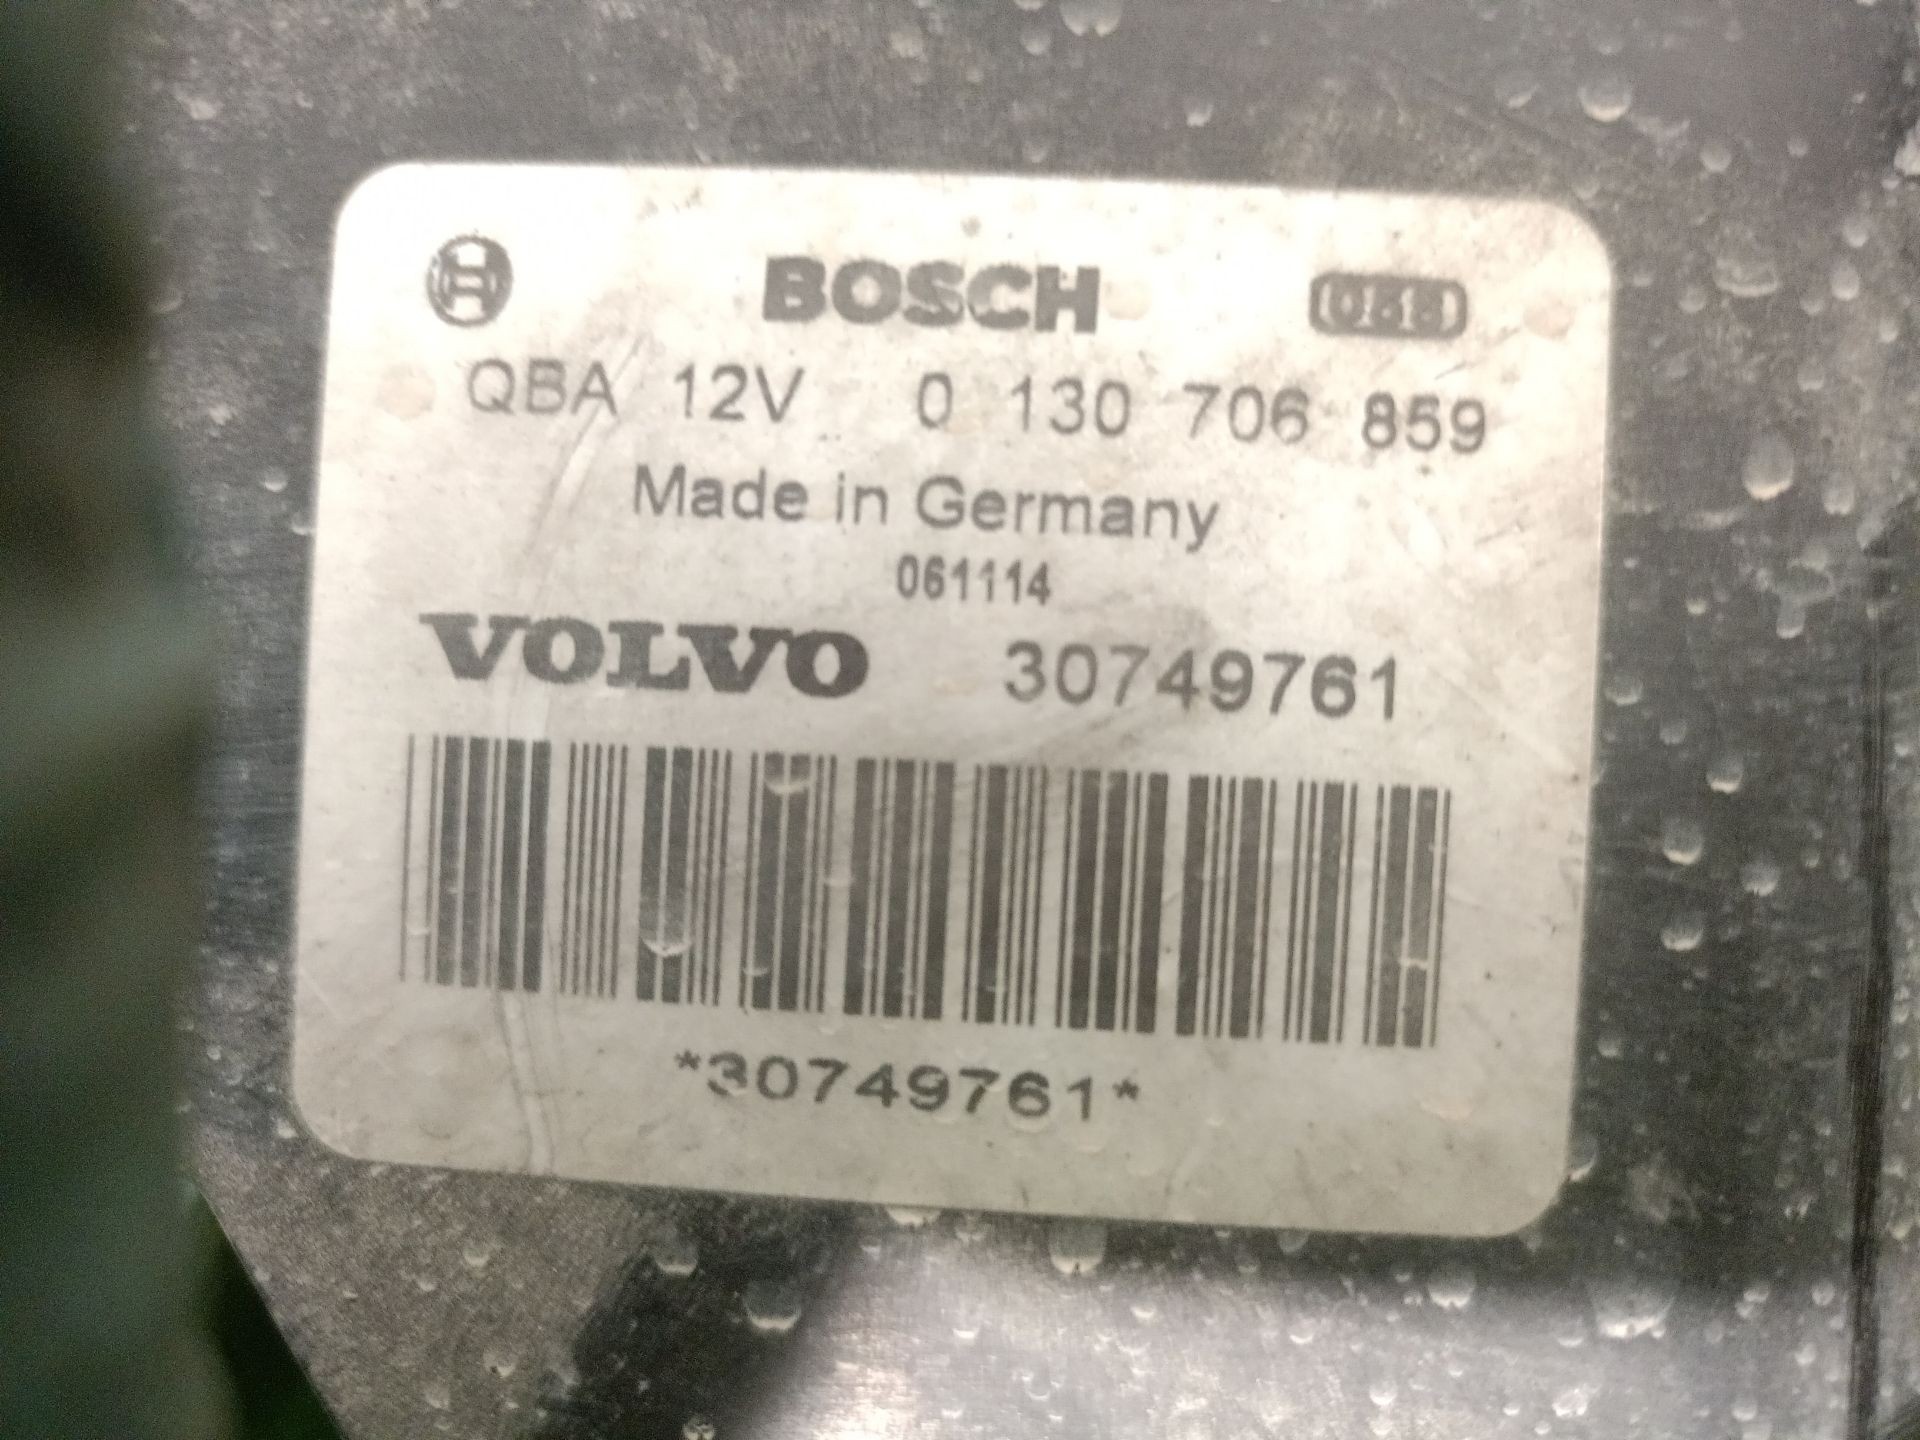 BOSCH
QBA 12V 0 130 706 859
Made in Germany
061114
VOLVO 30749761
*30749761*